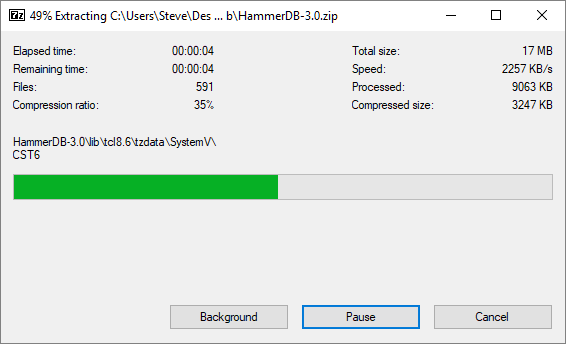 7z 49% Extracting C:\Users\Steve\Des ... b\HammerDB-3.0.zip
Elapsed time: 00:00:04 Total size: 17 MB
Remaining time: 00:00:04 Speed: 2257 KB/s
Files: 591 Processed: 9063 KB
Compression ratio: 35% Compressed size: 3247 KB
HammerDB-3.0\lib\tcl8.6\tzdata\SystemV\
CST6
Background Pause Cancel